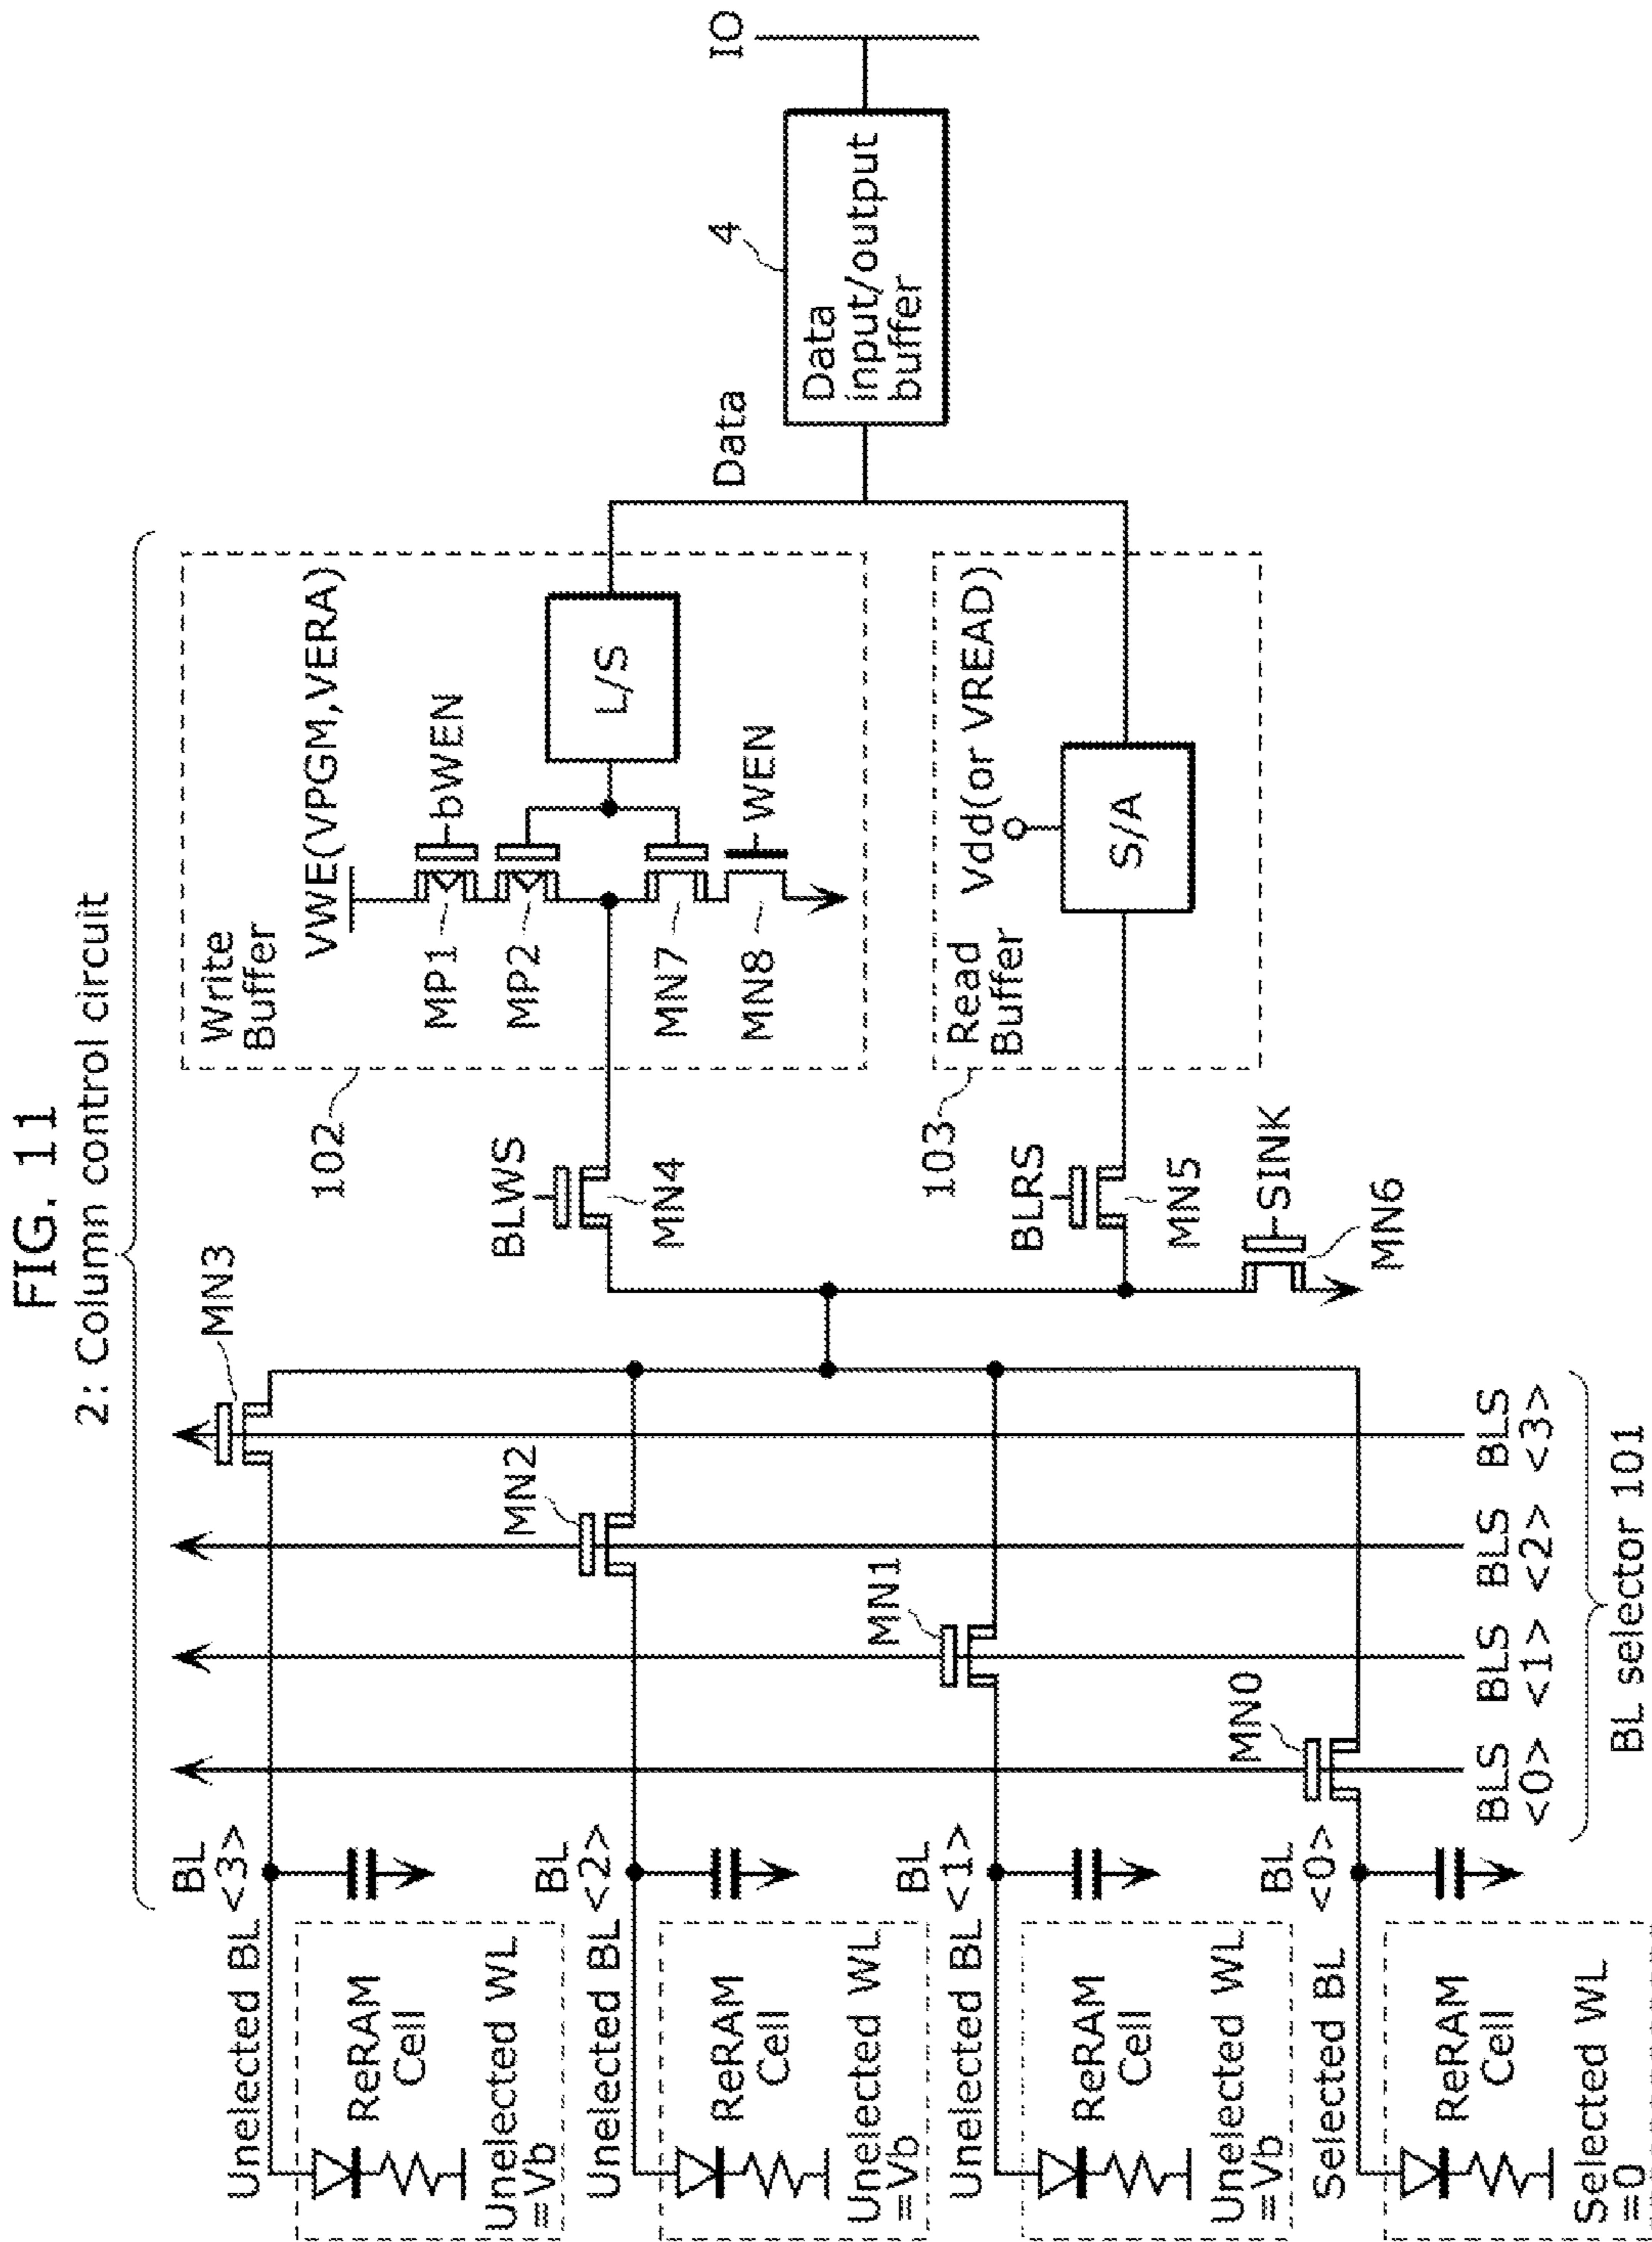 FIG. 11
2: Column control circuit
Unelected BL
BL
<3>
MN3
ReRAM
Cell
Unelected WL
=Vb
Unelected BL
BL
<2>
MN2
ReRAM
Cell
Unelected WL
=Vb
Unelected BL
BL
<1>
MN1
ReRAM
Cell
Unelected WL
=Vb
Selected BL
BL
<0>
MN0
ReRAM
Cell
Selected WL
=0
BLS
<0>
BLS
<1>
BLS
<2>
BLS
<3>
BL selector 101
102
Write
Buffer
VWE(VPGM,VERA)
MP1
bWEN
MP2
L/S
MN7
MN8
WEN
BLWS
MN4
103
Read
Buffer
Vdd(or VREAD)
S/A
BLRS
MN5
SINK
MN6
Data
4
Data
input/output
buffer
IO